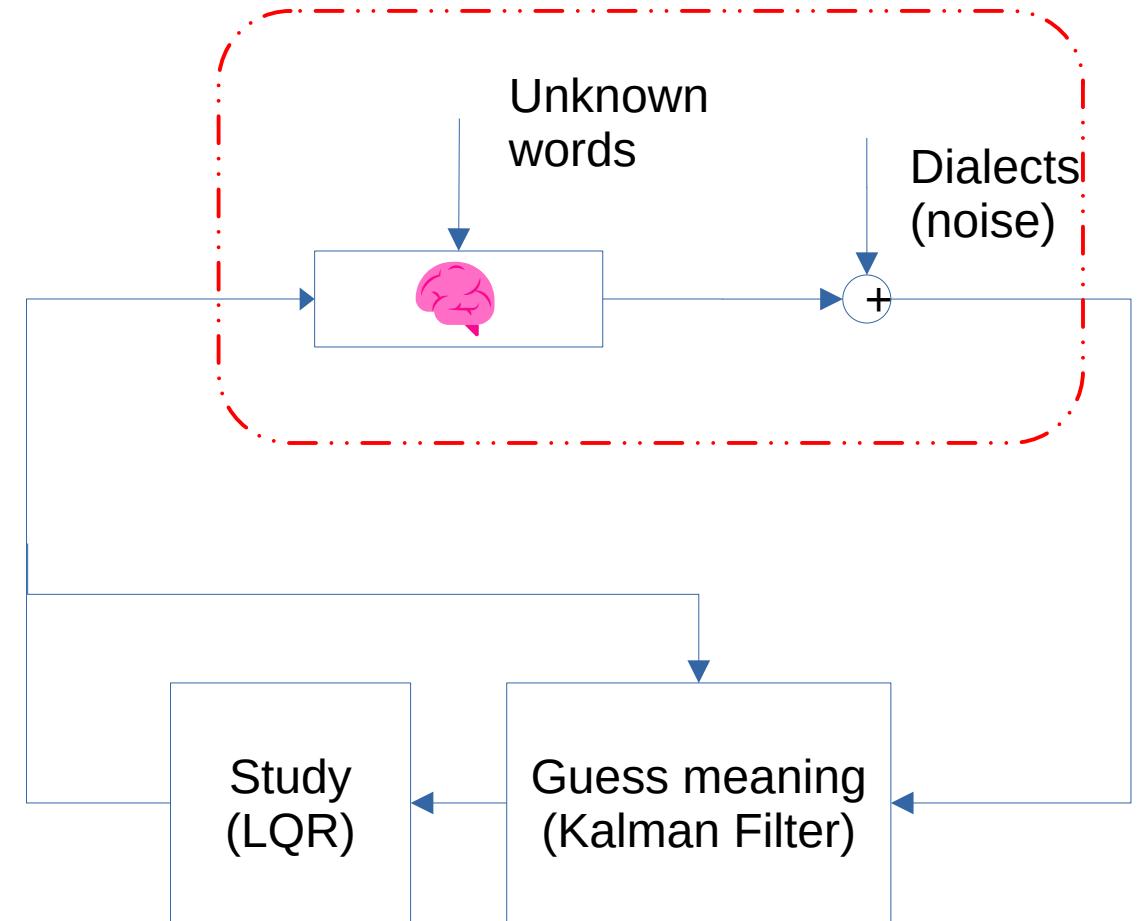 Unknown
words
Dialects
(noise)
+
Study
(LQR)
Guess meaning
(Kalman Filter)